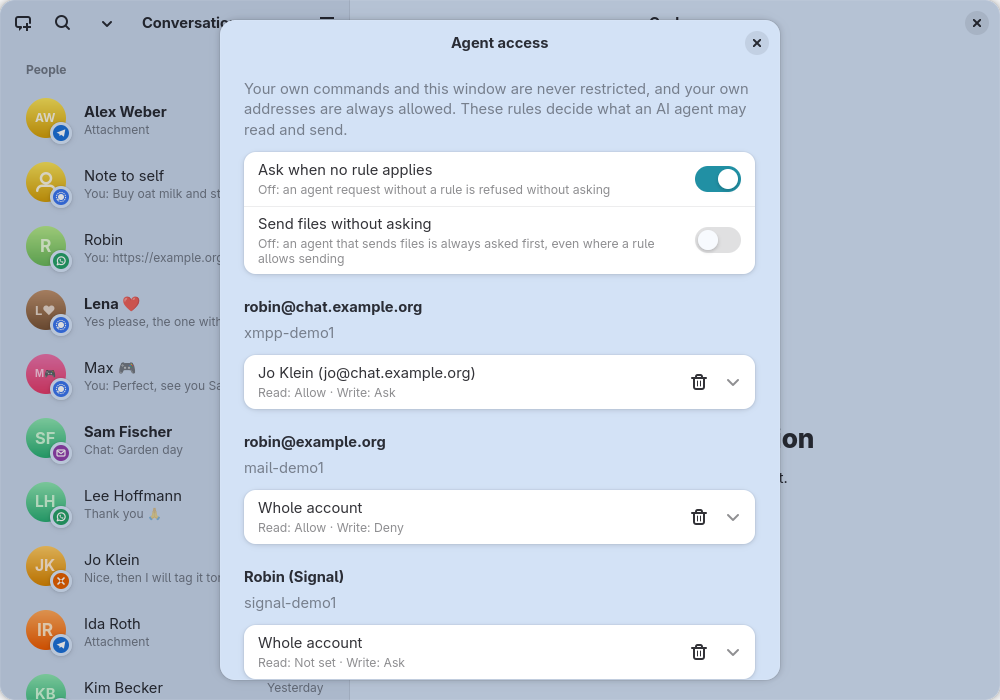 Conversatio
Agent access
People
Your own commands and this window are never restricted, and your own
addresses are always allowed. These rules decide what an AI agent may
read and send.
AW
Alex Weber
Attachment
Note to self
You: Buy oat milk and st
R
Robin
You: https://example.org
L❤
Lena ❤️
Yes please, the one with
M🎮
Max 🎮
You: Perfect, see you Sa
SF
Sam Fischer
Chat: Garden day
LH
Lee Hoffmann
Thank you 🙏
JK
Jo Klein
Nice, then I will tag it tor
IR
Ida Roth
Attachment
KB
Kim Becker
Yesterday
Ask when no rule applies
Off: an agent request without a rule is refused without asking
Send files without asking
Off: an agent that sends files is always asked first, even where a rule
allows sending
robin@chat.example.org
xmpp-demo1
Jo Klein (jo@chat.example.org)
Read: Allow · Write: Ask
robin@example.org
mail-demo1
Whole account
Read: Allow · Write: Deny
Robin (Signal)
signal-demo1
Whole account
Read: Not set · Write: Ask
on
t.